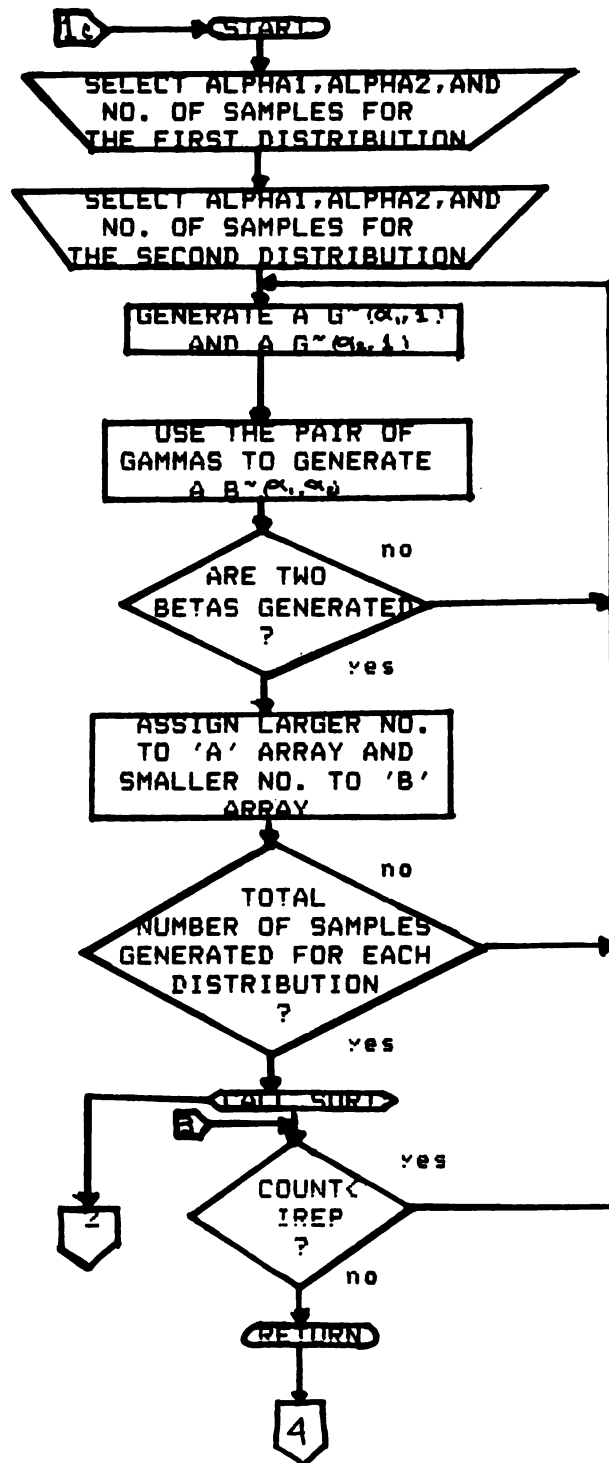 1c
START
SELECT ALPHA1,ALPHA2,AND
NO. OF SAMPLES FOR
THE FIRST DISTRIBUTION
SELECT ALPHA1,ALPHA2,AND
NO. OF SAMPLES FOR
THE SECOND DISTRIBUTION
GENERATE A G~(α₁,1)
AND A G~(α₂,1)
USE THE PAIR OF
GAMMAS TO GENERATE
A B~(α₁,α₂)
no
ARE TWO
BETAS GENERATED
?
yes
ASSIGN LARGER NO.
TO 'A' ARRAY AND
SMALLER NO. TO 'B'
ARRAY
no
TOTAL
NUMBER OF SAMPLES
GENERATED FOR EACH
DISTRIBUTION
?
yes
CALL SORT
yes
2
COUNT<
IREP
?
no
RETURN
4